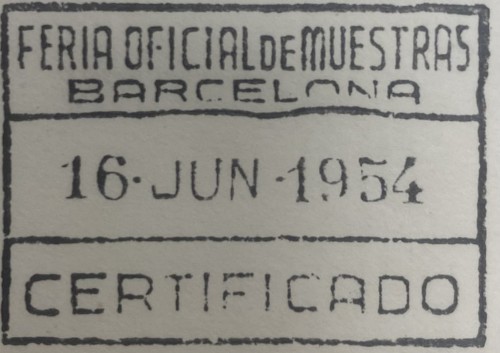 FERIA OFICIAL DE MUESTRAS
BARCELONA
16·JUN·1954
CERTIFICADO